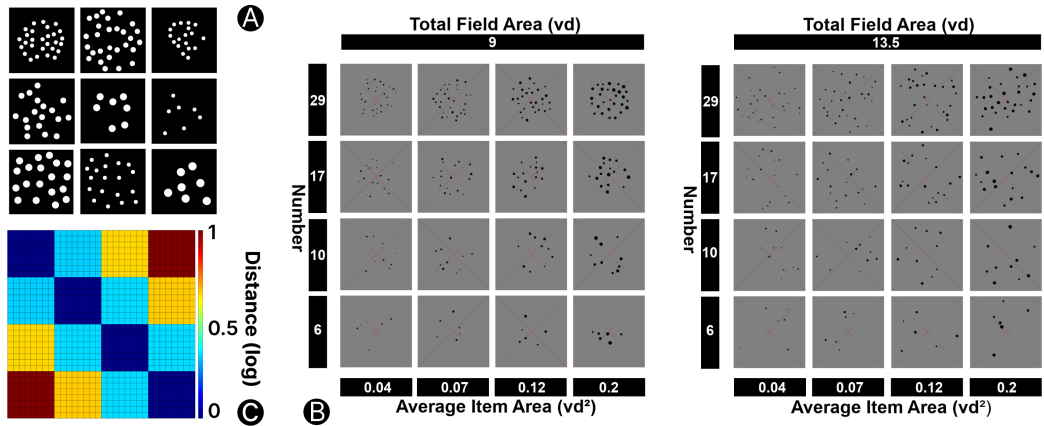 A
Total Field Area (vd)
9
Number
29
17
10
6
0.04 0.07 0.12 0.2
Average Item Area (vd²)
B
Total Field Area (vd)
13.5
Number
29
17
10
6
0.04 0.07 0.12 0.2
Average Item Area (vd²)
1
0.5
0
Distance (log)
C